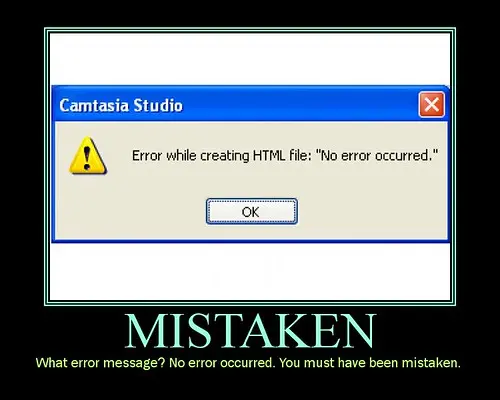 Camtasia Studio
Error while creating HTML file: "No error occurred."
OK
MISTAKEN
What error message? No error occurred. You must have been mistaken.